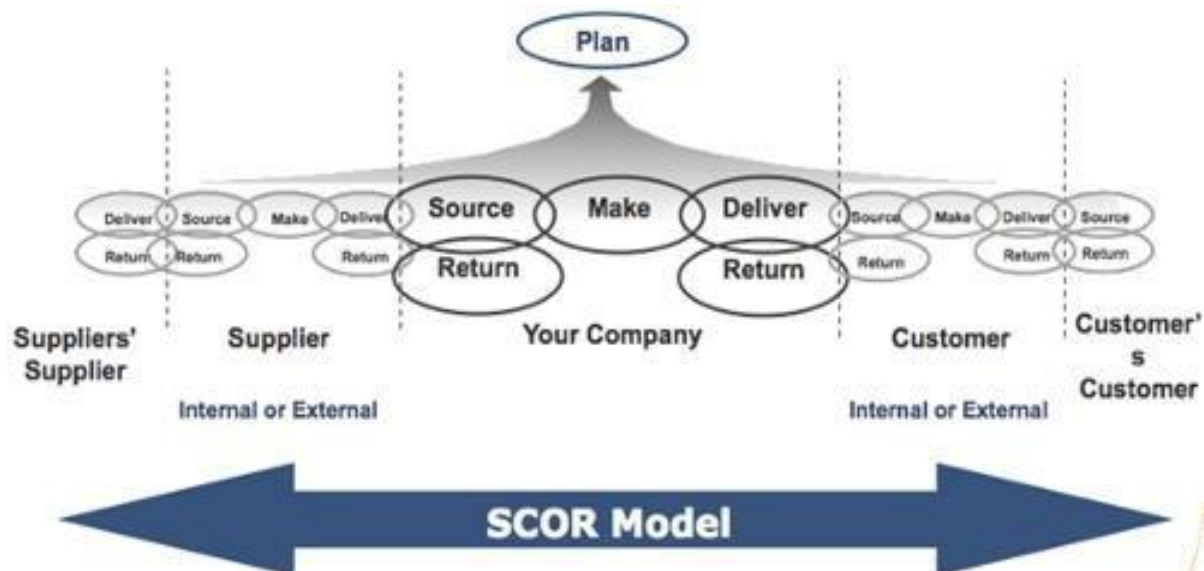 Plan
Deliver Source Make Deliver Source Make Deliver Source Make Deliver Source
Return Return Return Return Return Return Return Return
Suppliers'
Supplier
Supplier
Your Company
Customer
Customer'
s
Customer
Internal or External
Internal or External
SCOR Model